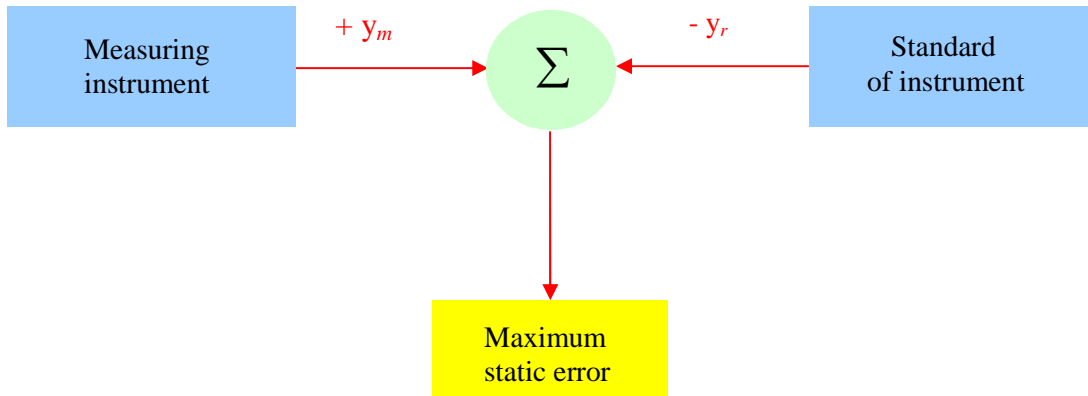 + yₘ
- yᵣ
Measuring
instrument
∑
Standard
of instrument
Maximum
static error